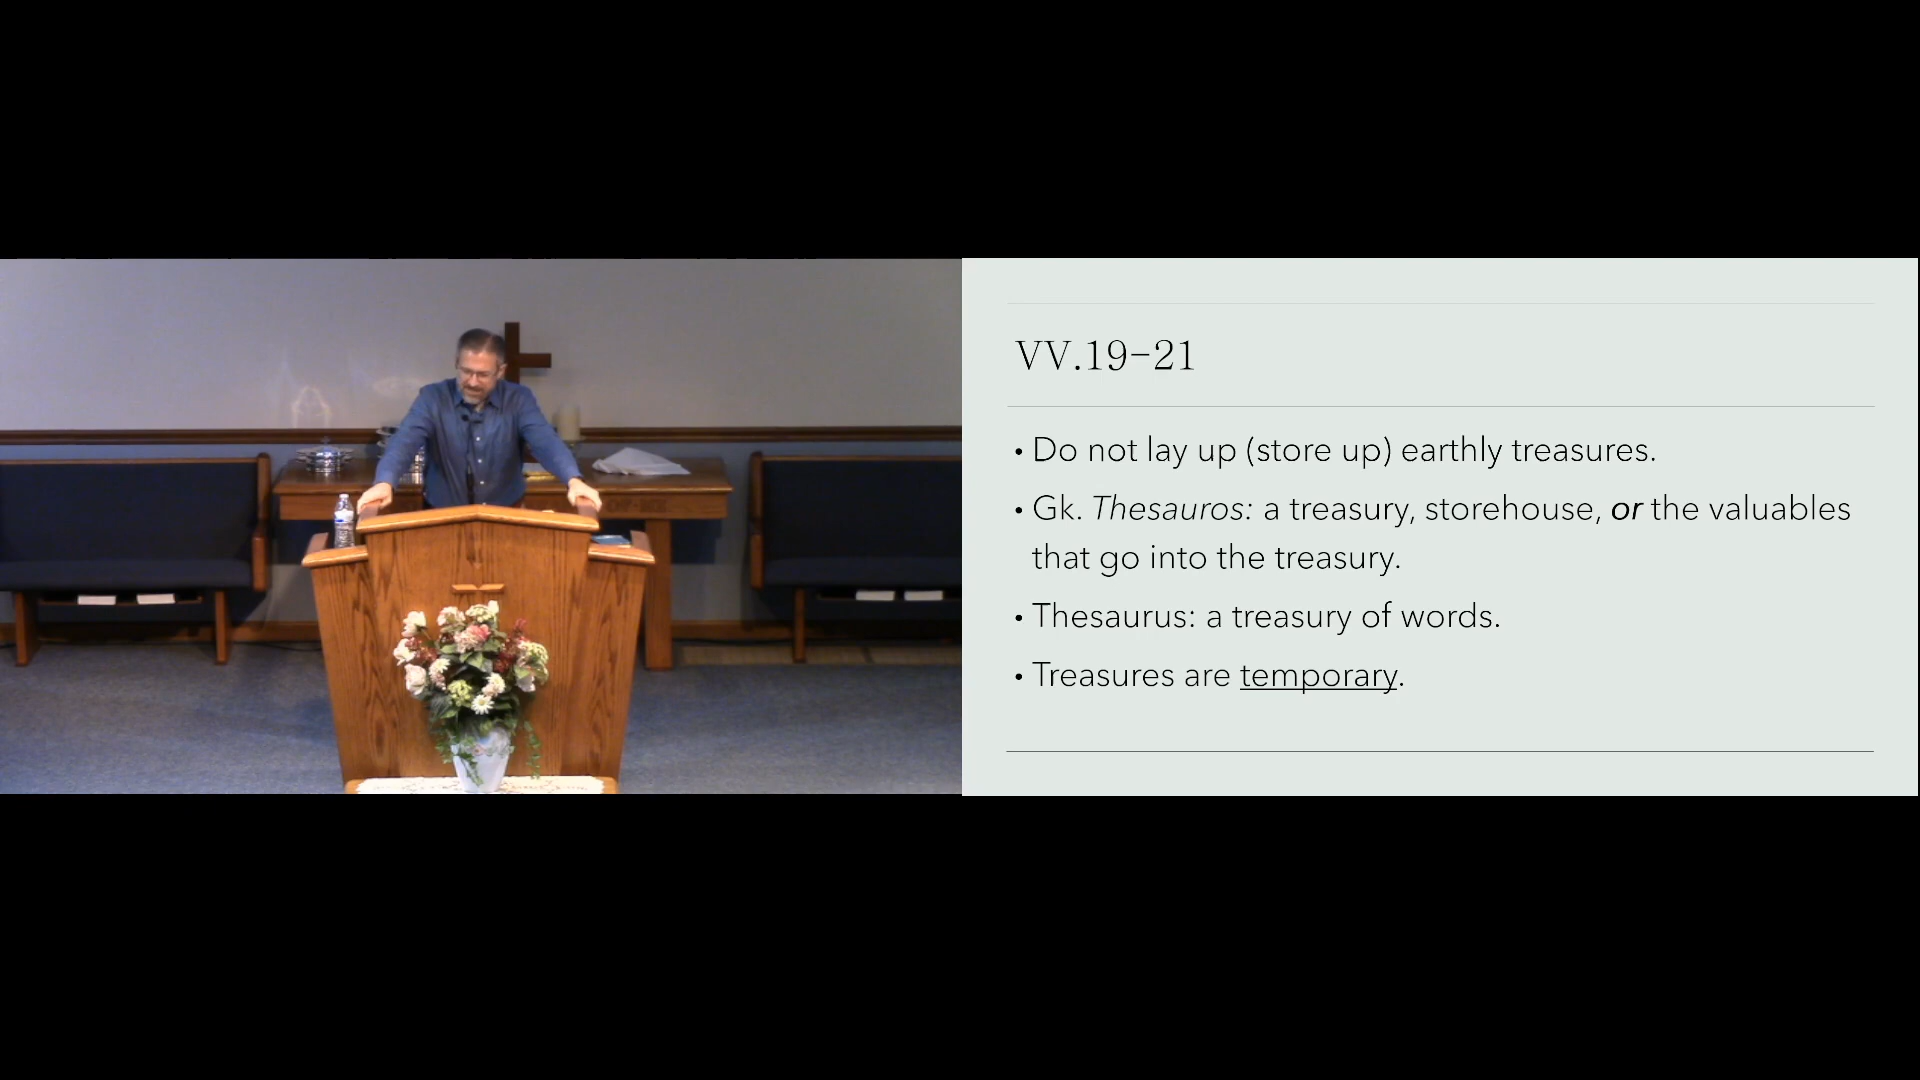 VV.19-21
• Do not lay up (store up) earthly treasures.
• Gk. Thesauros: a treasury, storehouse, or the valuables
that go into the treasury.
• Thesaurus: a treasury of words.
• Treasures are temporary.